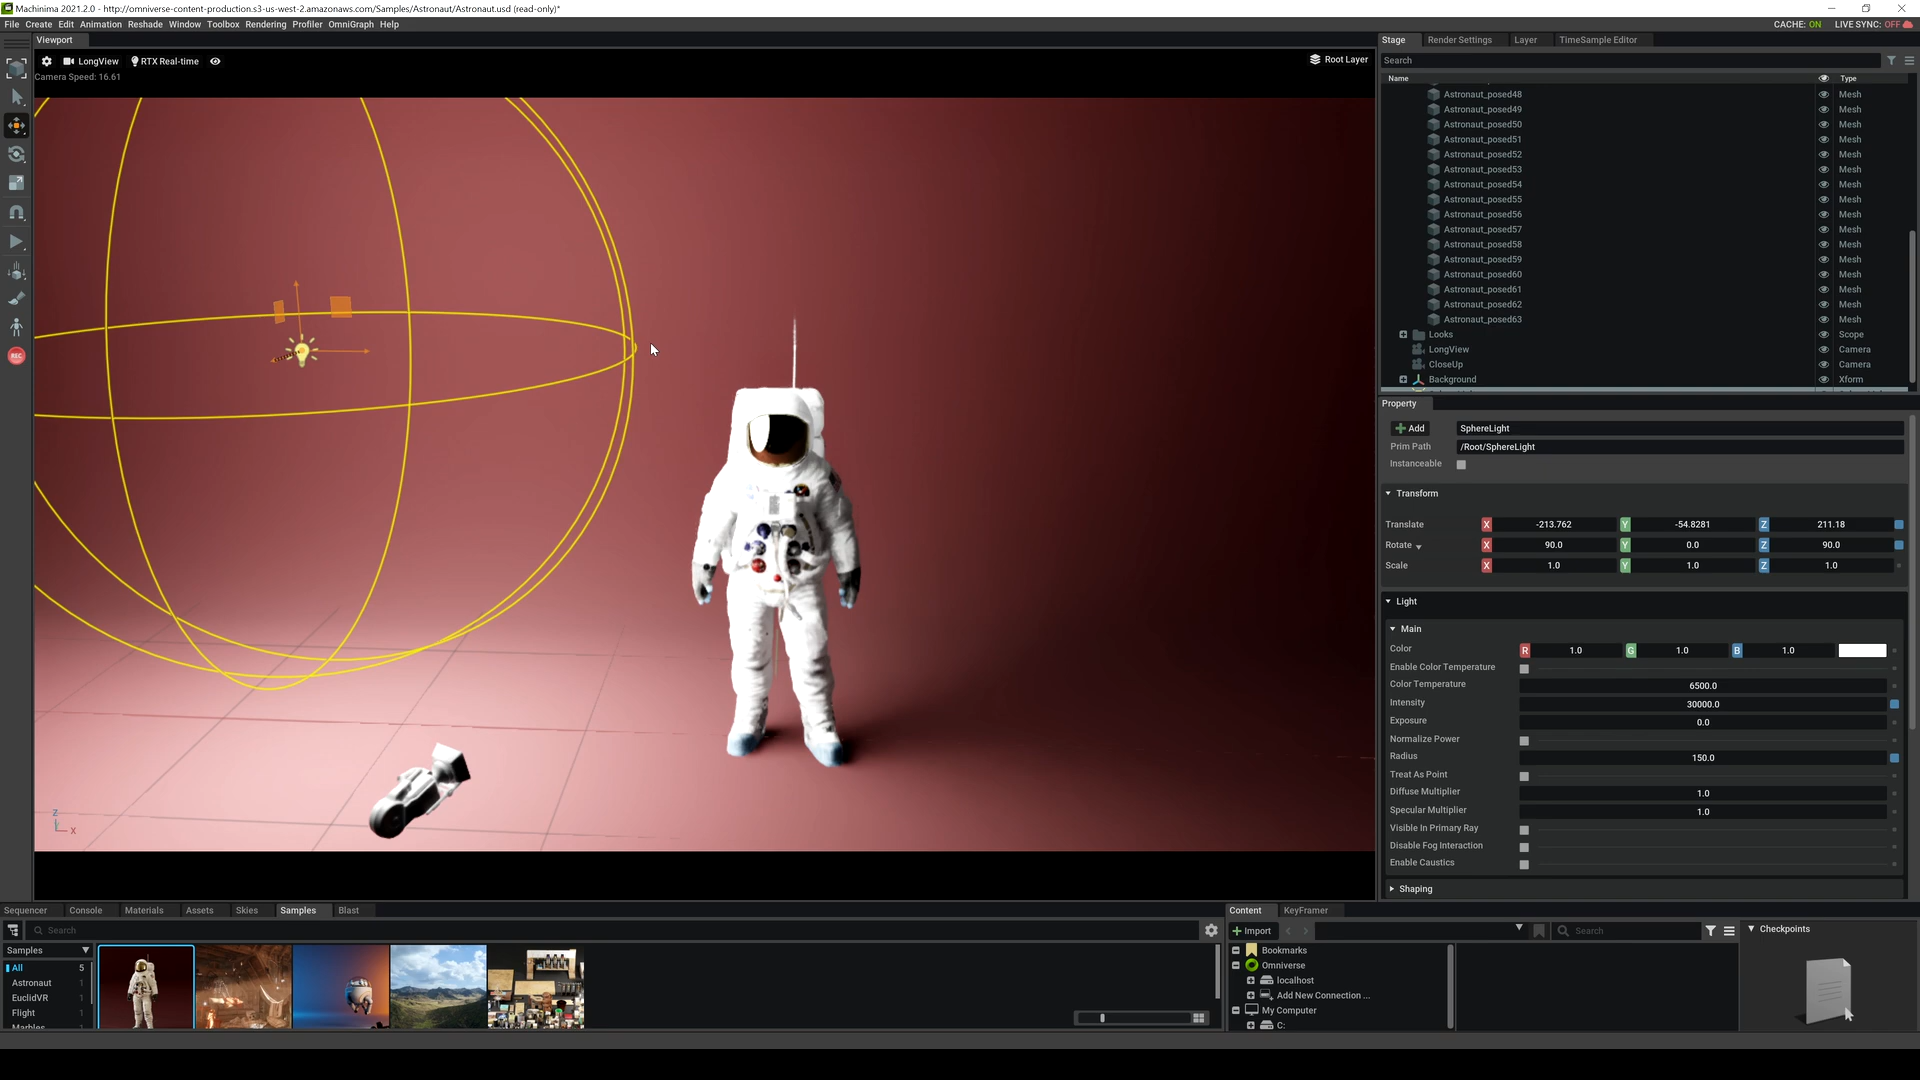 Machinima 2021.2.0 - http://omniverse-content-production.s3-us-west-2.amazonaws.com/Samples/Astronaut/Astronaut.usd (read-only)*
File Create Edit Animation Reshade Window Toolbox Rendering Profiler OmniGraph Help
CACHE: ON LIVE SYNC: OFF
Viewport
LongView RTX Real-time
Root Layer
Camera Speed: 16.61
REC
Z
X
Stage Render Settings Layer TimeSample Editor
Search
Name Type
Astronaut_posed48 Mesh
Astronaut_posed49 Mesh
Astronaut_posed50 Mesh
Astronaut_posed51 Mesh
Astronaut_posed52 Mesh
Astronaut_posed53 Mesh
Astronaut_posed54 Mesh
Astronaut_posed55 Mesh
Astronaut_posed56 Mesh
Astronaut_posed57 Mesh
Astronaut_posed58 Mesh
Astronaut_posed59 Mesh
Astronaut_posed60 Mesh
Astronaut_posed61 Mesh
Astronaut_posed62 Mesh
Astronaut_posed63 Mesh
Looks Scope
LongView Camera
CloseUp Camera
Background Xform
Property
Add SphereLight
Prim Path /Root/SphereLight
Instanceable
Transform
Translate X -213.762 Y -54.8281 Z 211.18
Rotate X 90.0 Y 0.0 Z 90.0
Scale X 1.0 Y 1.0 Z 1.0
Light
Main
Color R 1.0 G 1.0 B 1.0
Enable Color Temperature
Color Temperature 6500.0
Intensity 30000.0
Exposure 0.0
Normalize Power
Radius 150.0
Treat As Point
Diffuse Multiplier 1.0
Specular Multiplier 1.0
Visible In Primary Ray
Disable Fog Interaction
Enable Caustics
Shaping
Sequencer Console Materials Assets Skies Samples Blast
Search
Samples
All 5
Astronaut 1
EuclidVR 1
Flight 1
Marbles 1
Content KeyFramer
Import
Search
Bookmarks
Omniverse
localhost
Add New Connection ...
My Computer
C:
Checkpoints